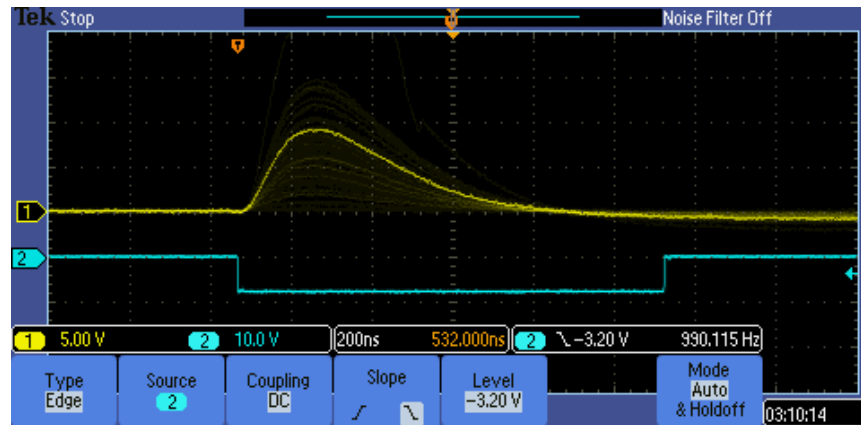 Tek Stop
Noise Filter Off
T
1
2
1 5.00 V 2 10.0 V 200ns 532.000ns 2 -3.20 V 990.115 Hz
Type
Edge
Source
2
Coupling
DC
Slope
Level
-3.20 V
Mode
Auto
& Holdoff
03:10:14